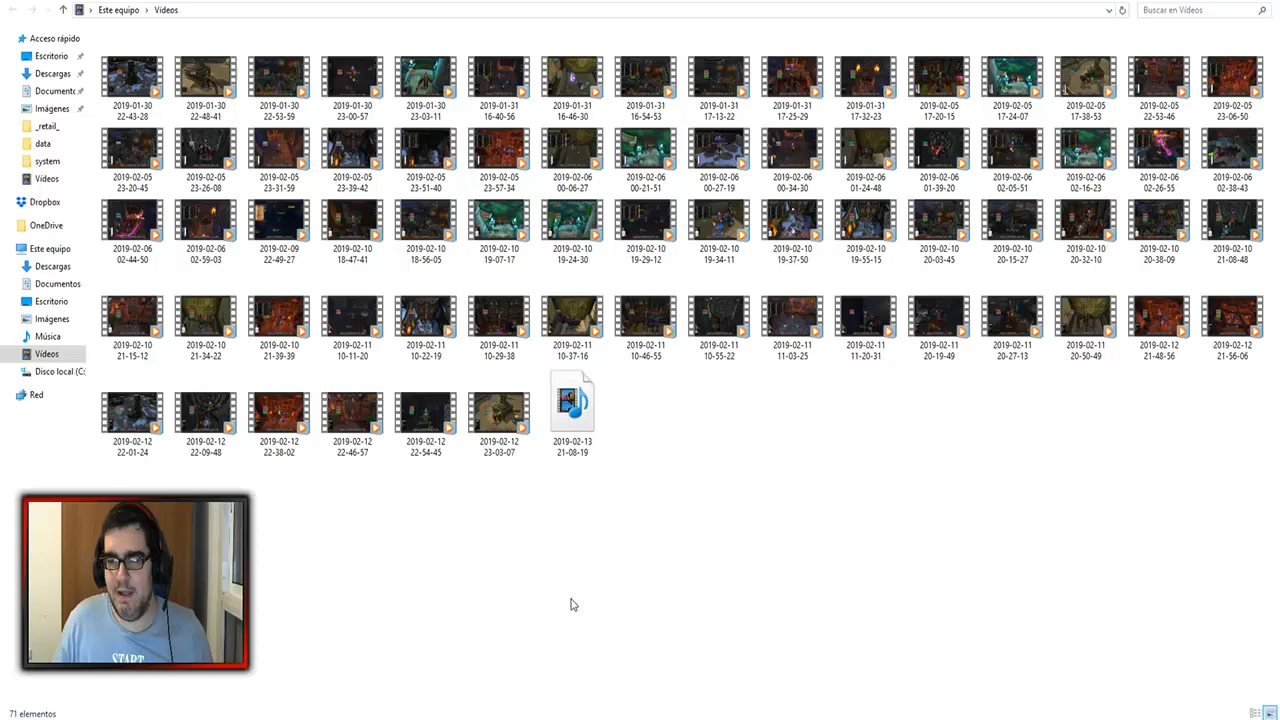 Este equipo > Vídeos
Buscar en Vídeos
Acceso rápido
Escritorio
Descargas
Documentc
Imágenes
_retail_
data
system
Vídeos
Dropbox
OneDrive
Este equipo
Descargas
Documentos
Escritorio
Imágenes
Música
Vídeos
Disco local (C:
Red
2019-01-30 2019-01-30 2019-01-30 2019-01-30 2019-01-30 2019-01-31 2019-01-31 2019-01-31 2019-01-31 2019-01-31 2019-01-31 2019-02-05 2019-02-05 2019-02-05 2019-02-05 2019-02-05
22-43-28 22-48-41 22-53-59 23-00-57 23-03-11 16-40-56 16-46-30 16-54-53 17-13-22 17-25-29 17-32-23 17-20-15 17-24-07 17-38-53 22-53-46 23-06-50
2019-02-05 2019-02-05 2019-02-05 2019-02-05 2019-02-05 2019-02-05 2019-02-06 2019-02-06 2019-02-06 2019-02-06 2019-02-06 2019-02-06 2019-02-06 2019-02-06 2019-02-06 2019-02-06
23-20-45 23-26-08 23-31-59 23-39-42 23-51-40 23-57-34 00-06-27 00-21-51 00-27-19 00-34-30 01-24-48 01-39-20 02-05-51 02-16-23 02-26-55 02-38-43
2019-02-06 2019-02-06 2019-02-09 2019-02-10 2019-02-10 2019-02-10 2019-02-10 2019-02-10 2019-02-10 2019-02-10 2019-02-10 2019-02-10 2019-02-10 2019-02-10 2019-02-10 2019-02-10
02-44-50 02-59-03 22-49-27 18-47-41 18-56-05 19-07-17 19-24-30 19-29-12 19-34-11 19-37-50 19-55-15 20-03-45 20-15-27 20-32-10 20-38-09 21-08-48
2019-02-10 2019-02-10 2019-02-10 2019-02-11 2019-02-11 2019-02-11 2019-02-11 2019-02-11 2019-02-11 2019-02-11 2019-02-11 2019-02-11 2019-02-11 2019-02-11 2019-02-12 2019-02-12
21-15-12 21-34-22 21-39-39 10-11-20 10-22-19 10-29-38 10-37-16 10-46-55 10-55-22 11-03-25 11-20-31 20-19-49 20-27-13 20-50-49 21-48-56 21-56-06
2019-02-12 2019-02-12 2019-02-12 2019-02-12 2019-02-12 2019-02-12 2019-02-13
22-01-24 22-09-48 22-38-02 22-46-57 22-54-45 23-03-07 21-08-19
START
71 elementos